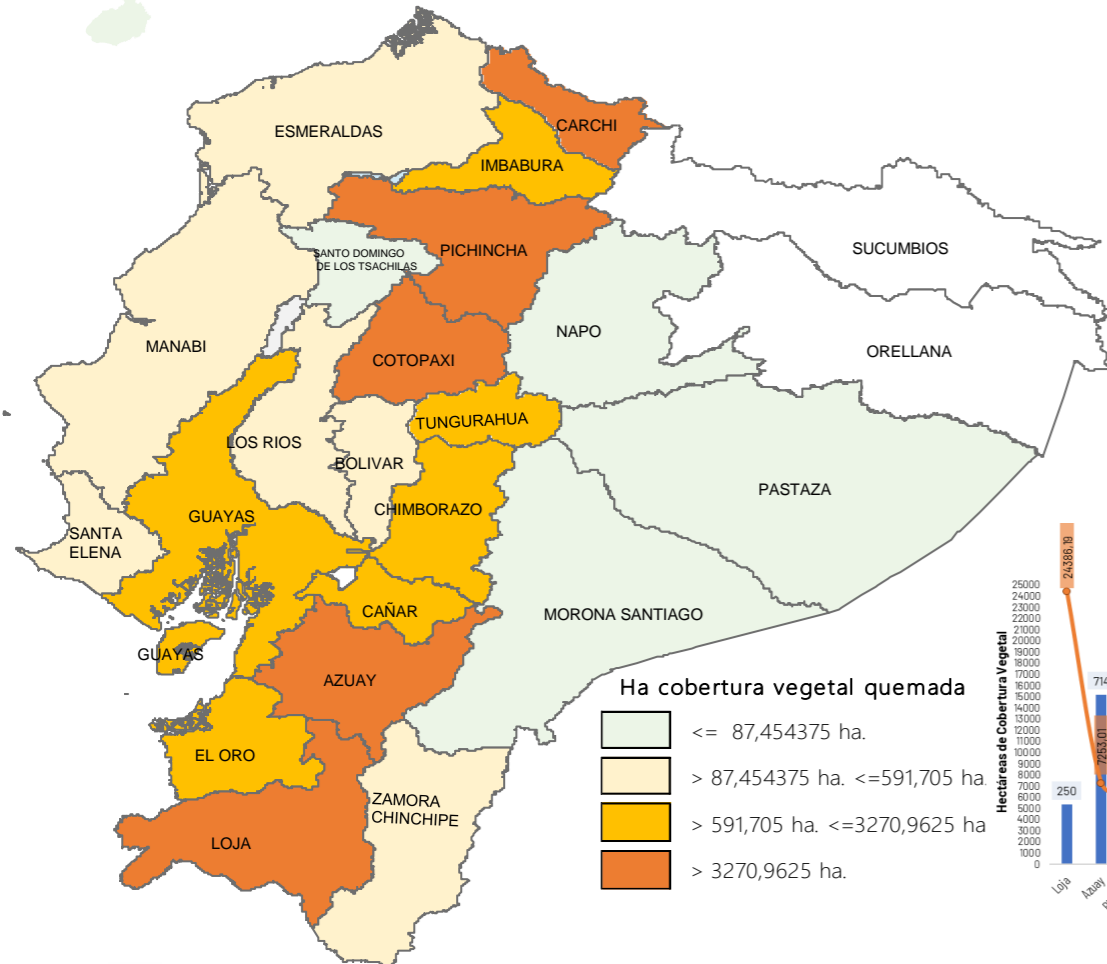 ESMERALDAS
CARCHI
IMBABURA
SANTO DOMINGO
DE LOS TSACHILAS
PICHINCHA
SUCUMBIOS
NAPO
MANABI
COTOPAXI
ORELLANA
TUNGURAHUA
LOS RIOS
BOLIVAR
PASTAZA
CHIMBORAZO
GUAYAS
SANTA
ELENA
CAÑAR
MORONA SANTIAGO
GUAYAS
AZUAY
EL ORO
ZAMORA
CHINCHIPE
LOJA
Ha cobertura vegetal quemada
<= 87,454375 ha.
> 87,454375 ha. <=591,705 ha.
> 591,705 ha. <=3270,9625 ha
> 3270,9625 ha.
Hectáreas de Cobertura Vegetal
25000
24000
23000
22000
21000
20000
19000
18000
17000
16000
15000
14000
13000
12000
11000
10000
9000
8000
7000
6000
5000
4000
3000
2000
1000
0
24386.19
250
714
7253.01
Loja
Azuay